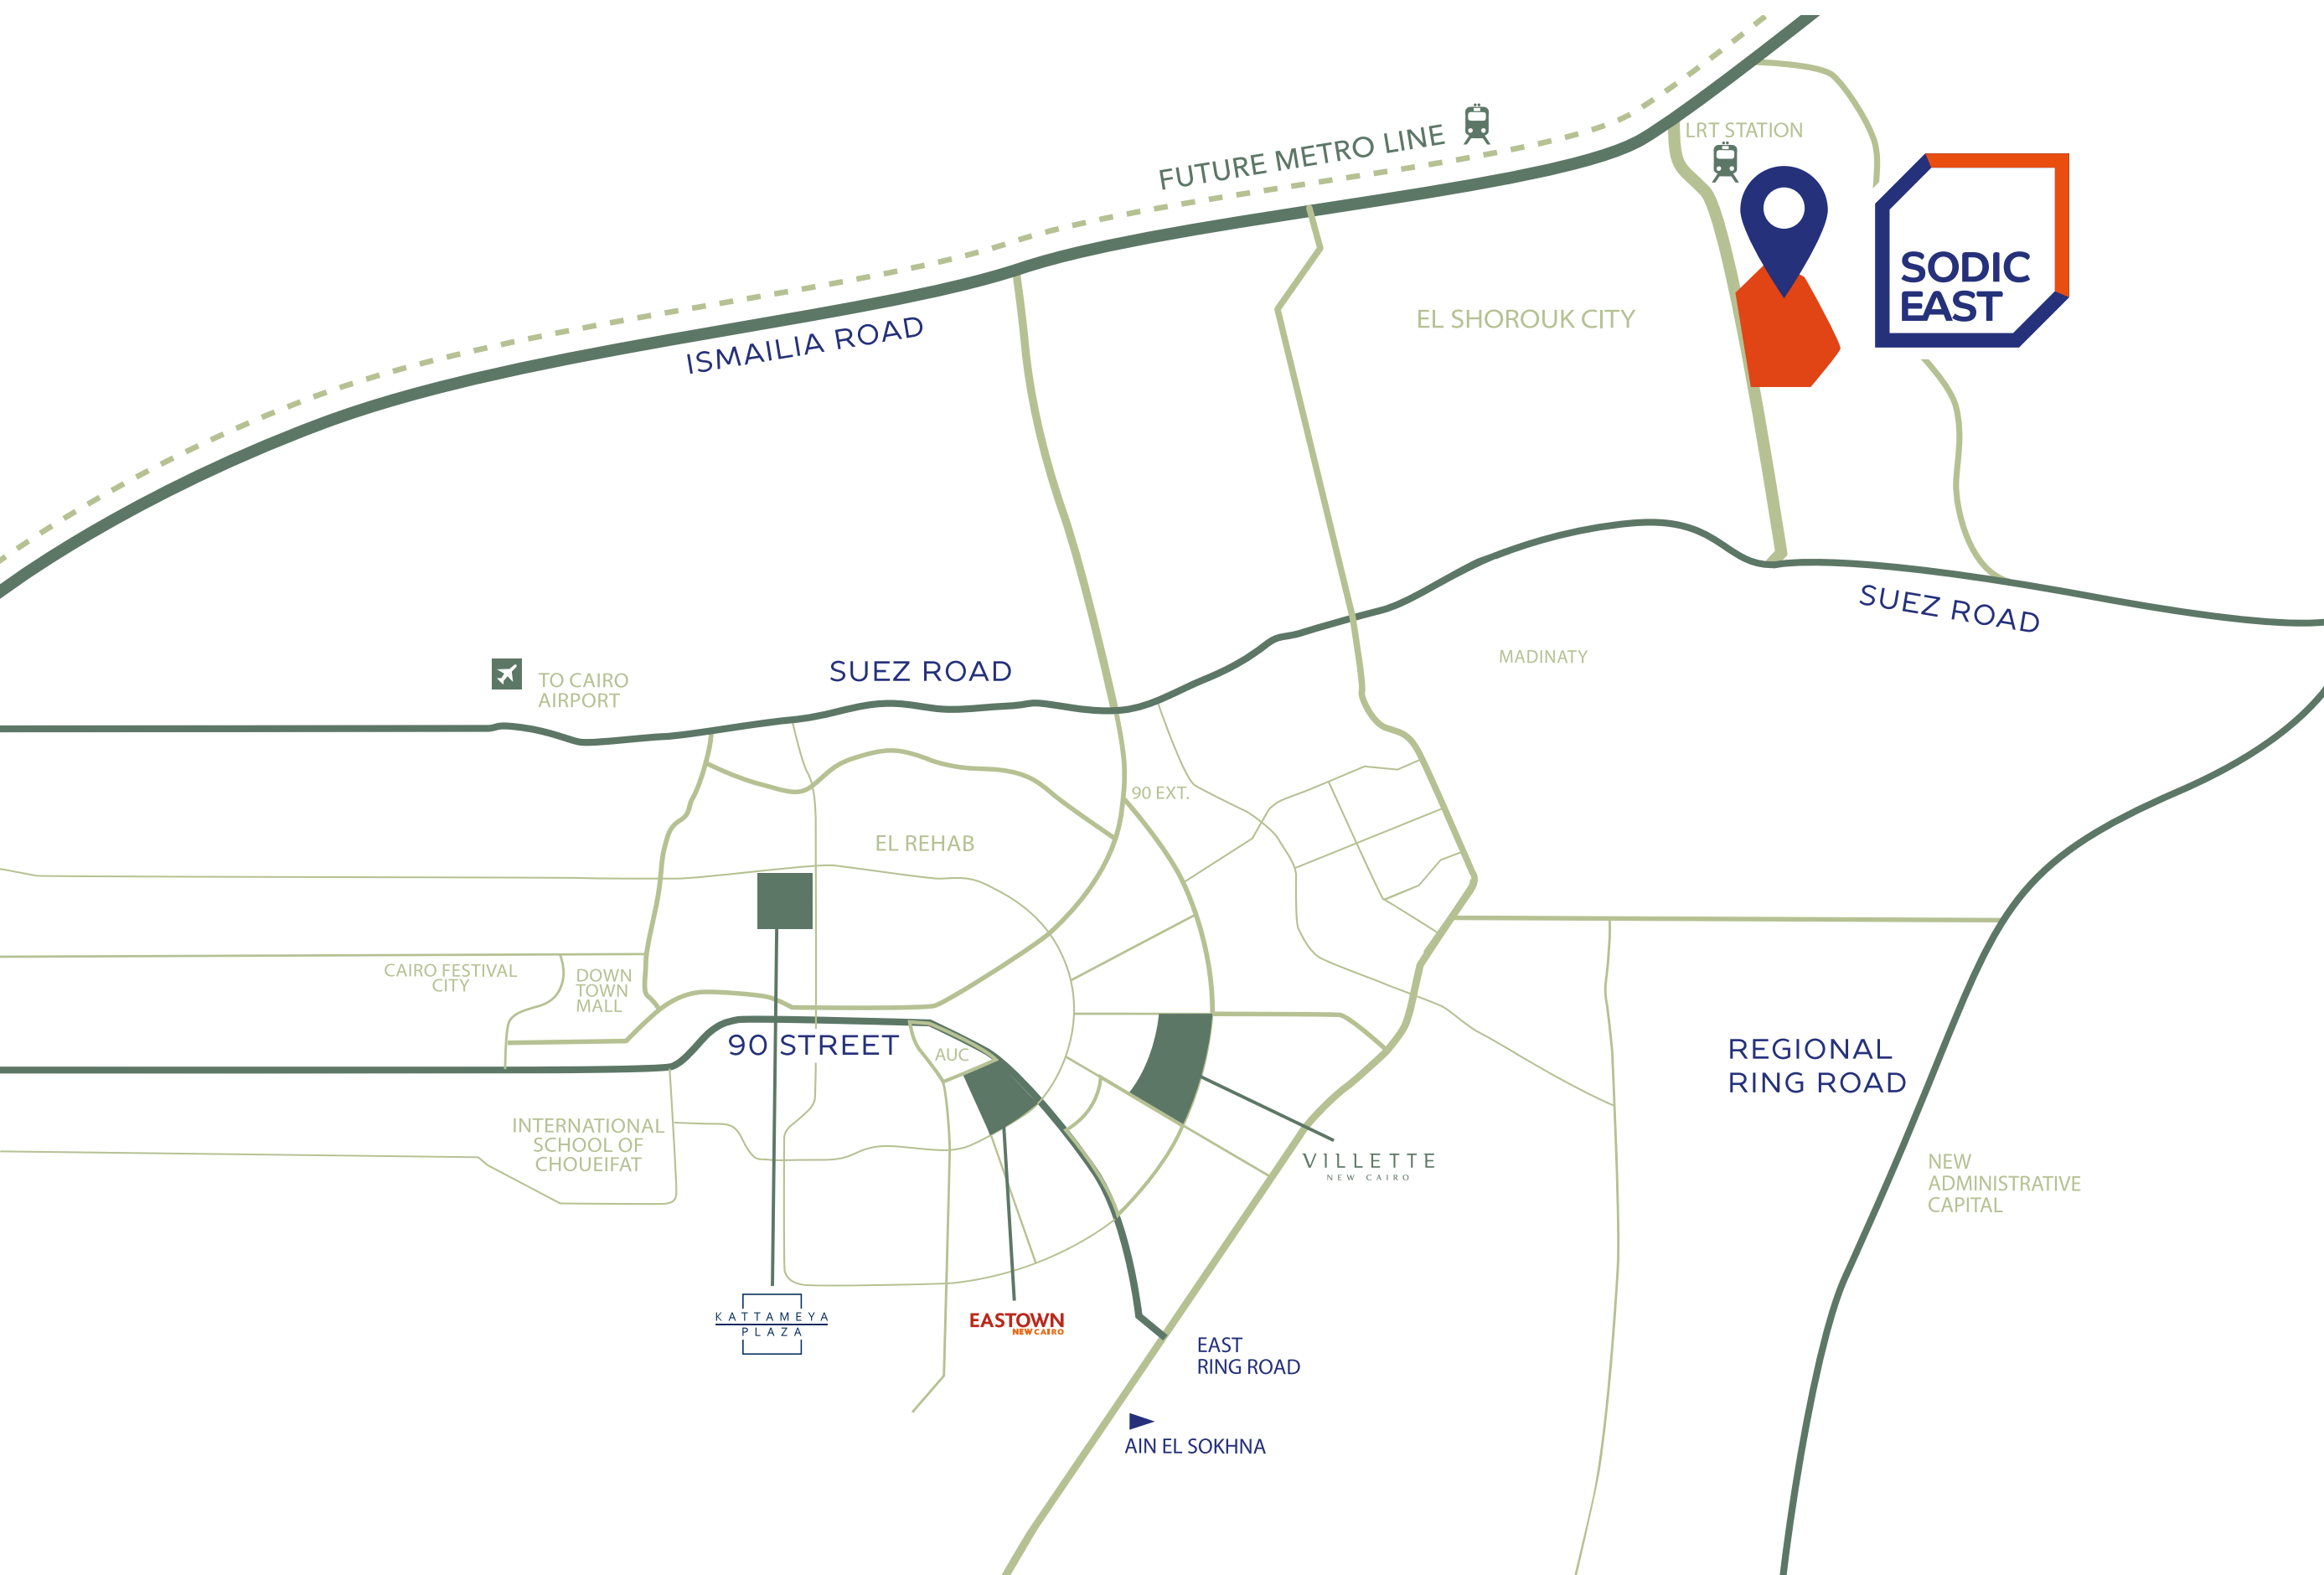 LRT STATION
FUTURE METRO LINE
SODIC
EAST
EL SHOROUK CITY
ISMAILIA ROAD
SUEZ ROAD
MADINATY
SUEZ ROAD
TO CAIRO
AIRPORT
90 EXT.
EL REHAB
CAIRO FESTIVAL
CITY
DOWN
TOWN
MALL
90 STREET
AUC
REGIONAL
RING ROAD
INTERNATIONAL
SCHOOL OF
CHOUEIFAT
VILLETTE
NEW CAIRO
NEW
ADMINISTRATIVE
CAPITAL
KATTAMEYA
PLAZA
EASTOWN
NEW CAIRO
EAST
RING ROAD
AIN EL SOKHNA